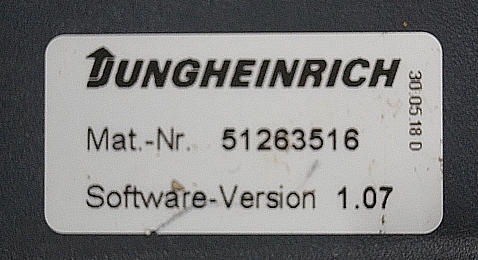 JUNGHEINRICH
Mat.-Nr. 51263516
Software-Version 1.07
30.05.18 D